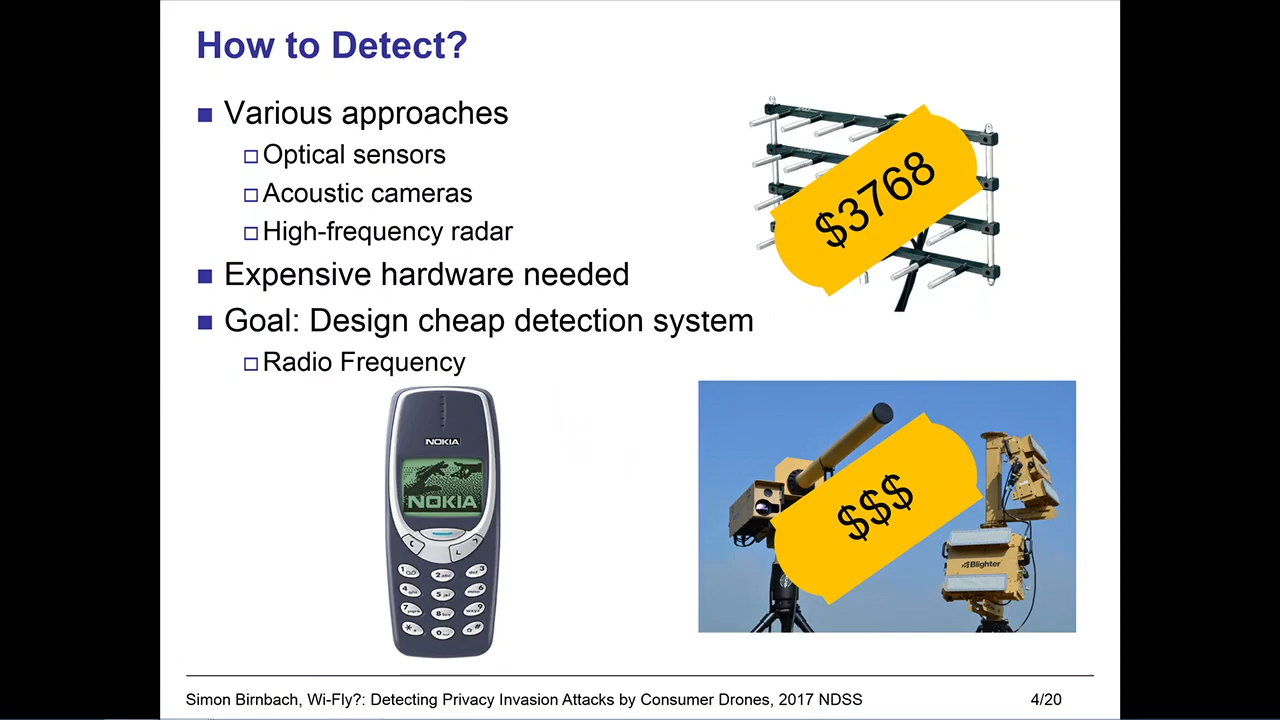 How to Detect?
Various approaches
Optical sensors
Acoustic cameras
High-frequency radar
Expensive hardware needed
Goal: Design cheap detection system
Radio Frequency
$3768
NOKIA
NOKIA
$$$
Blighter
Simon Birnbach, Wi-Fly?: Detecting Privacy Invasion Attacks by Consumer Drones, 2017 NDSS 4/20